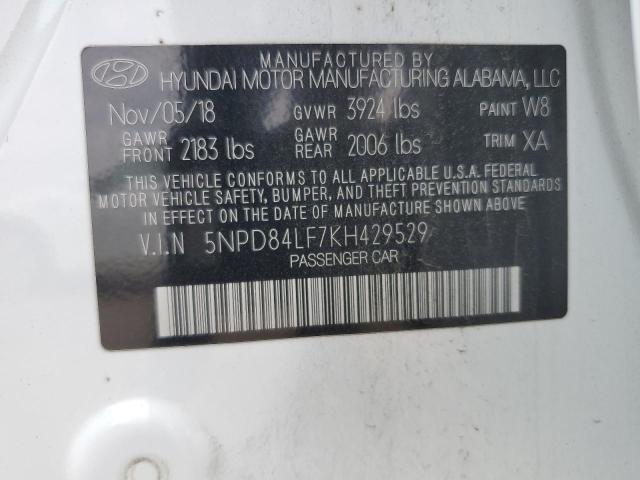 MANUFACTURED BY
HYUNDAI MOTOR MANUFACTURING ALABAMA, LLC
Nov/05/18 GVWR 3924 lbs PAINT W8
GAWR FRONT 2183 lbs GAWR REAR 2006 lbs TRIM XA
THIS VEHICLE CONFORMS TO ALL APPLICABLE U.S.A. FEDERAL
MOTOR VEHICLE SAFETY, BUMPER, AND THEFT PREVENTION STANDARDS
IN EFFECT ON THE DATE OF MANUFACTURE SHOWN ABOVE.
V.I.N 5NPD84LF7KH429529
PASSENGER CAR